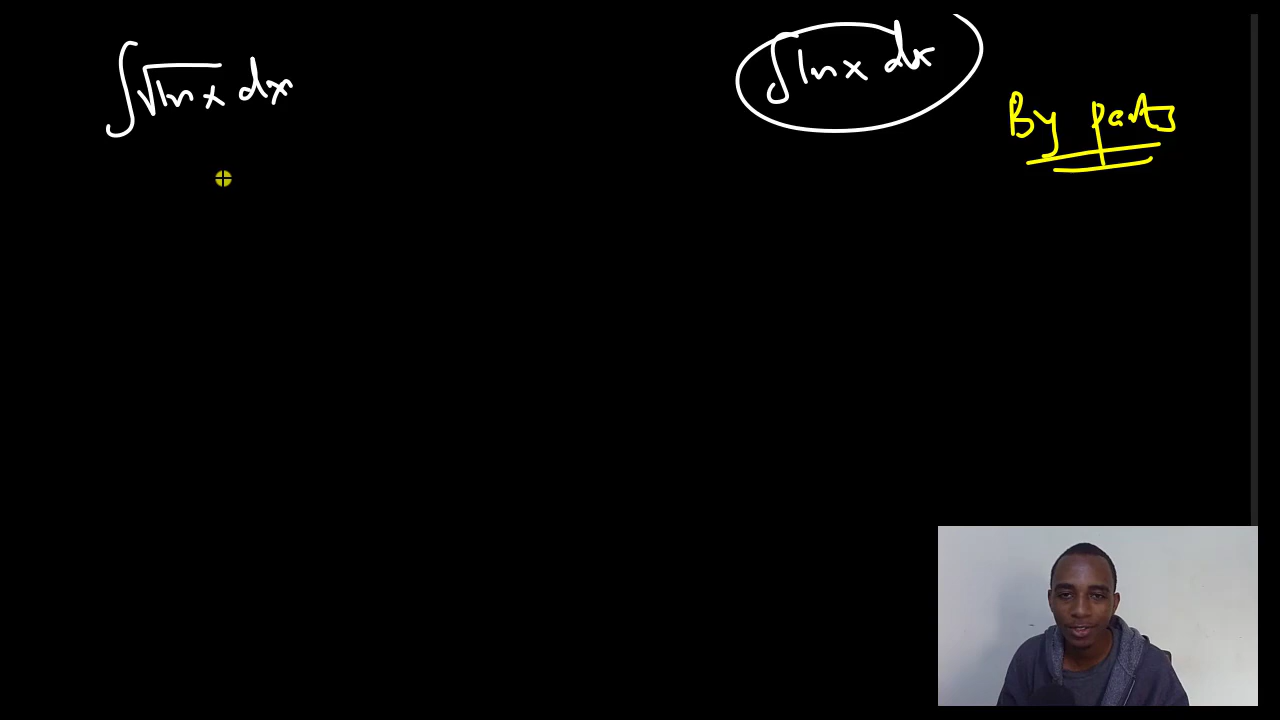 ∫√ln x dx
∫ln x dx
By parts